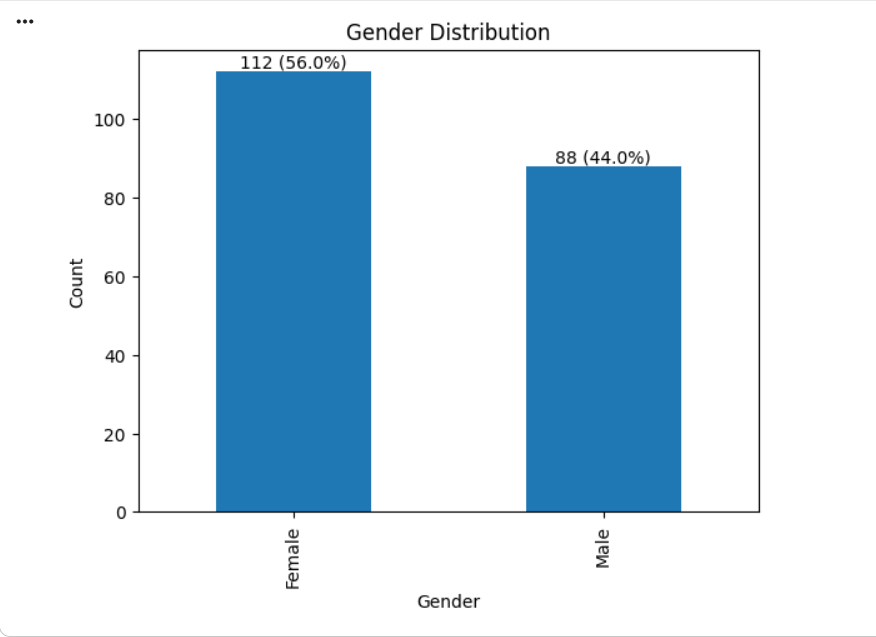 ...
Gender Distribution
112 (56.0%)
88 (44.0%)
100
80
60
40
20
0
Count
Female
Male
Gender